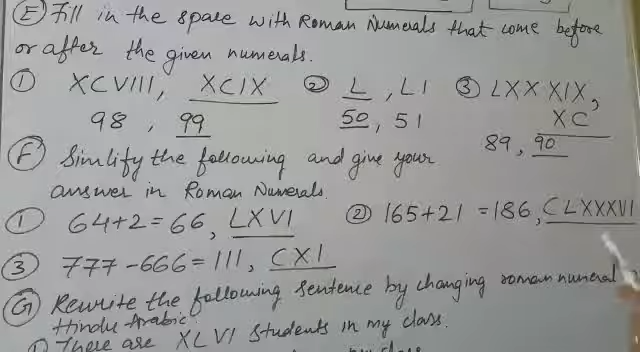 (E) Fill in the space with Roman Numerals that come before
or after the given numerals.
① XCVIII, XCIX ② L, LI ③ LXXXIX, XC
98, 99 50, 51 89, 90
(F) Simlify the following and give your
answer in Roman Numerals.
① 64+2=66, LXVI ② 165+21=186, CLXXXVI
③ 777-666=111, CXI
(G) Rewrite the following sentence by changing roman numeral
Hindu Arabic
① There are XLVI students in my class.